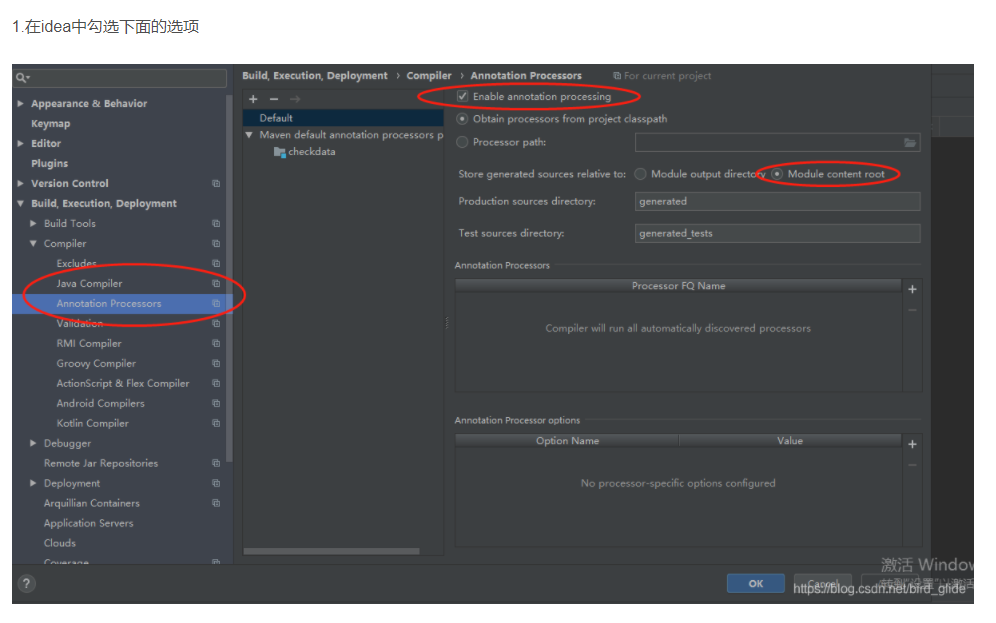 1.在idea中勾选下面的选项
Build, Execution, Deployment › Compiler › Annotation Processors For current project
Appearance & Behavior
Keymap
Editor
Plugins
Version Control
Build, Execution, Deployment
Build Tools
Compiler
Excludes
Java Compiler
Annotation Processors
Validation
RMI Compiler
Groovy Compiler
ActionScript & Flex Compiler
Android Compilers
Kotlin Compiler
Debugger
Remote Jar Repositories
Deployment
Arquillian Containers
Application Servers
Clouds
Coverage
Default
Maven default annotation processors p
checkdata
Enable annotation processing
Obtain processors from project classpath
Processor path:
Store generated sources relative to: Module output directory Module content root
Production sources directory: generated
Test sources directory: generated_tests
Annotation Processors
Processor FQ Name
Compiler will run all automatically discovered processors
Annotation Processor options
Option Name Value
No processor-specific options configured
?
OK Cancel
激活 Window
https://blog.csdn.net/bird_glide